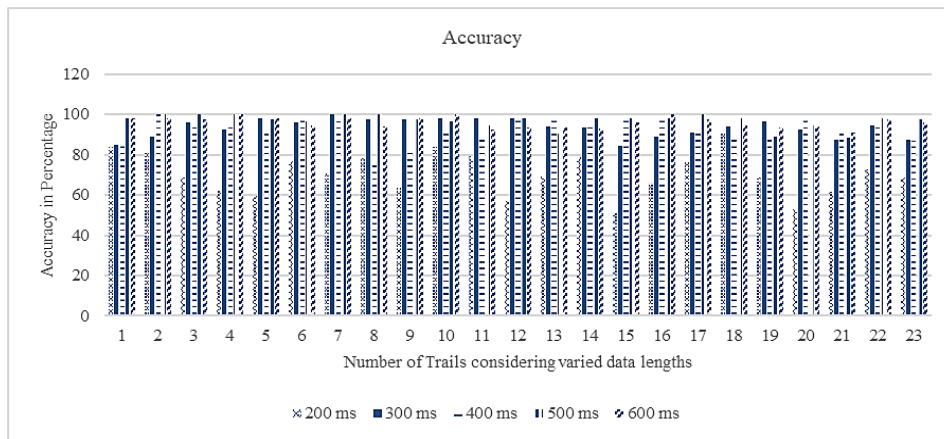 Accuracy
Accuracy in Percentage
120
100
80
60
40
20
0
1 2 3 4 5 6 7 8 9 10 11 12 13 14 15 16 17 18 19 20 21 22 23
Number of Trails considering varied data lengths
200 ms 300 ms 400 ms 500 ms 600 ms